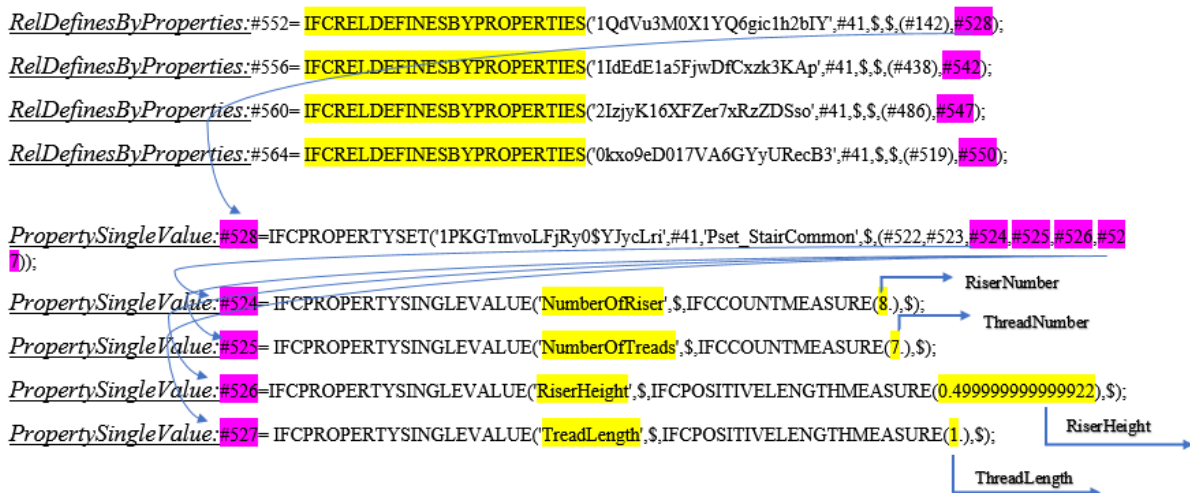 RelDefinesByProperties:#552= IFCRELDEFINESBYPROPERTIES('1QdVu3M0X1YQ6gic1h2bIY',#41,$,$,(#142),#528);
RelDefinesByProperties:#556= IFCRELDEFINESBYPROPERTIES('1IdEdE1a5FjwDfCxzk3KAp',#41,$,$,(#438),#542);
RelDefinesByProperties:#560= IFCRELDEFINESBYPROPERTIES('2IzjyK16XFZer7xRzZDSso',#41,$,$,(#486),#547);
RelDefinesByProperties:#564= IFCRELDEFINESBYPROPERTIES('0kxo9eD017VA6GYyURecB3',#41,$,$,(#519),#550);
PropertySingleValue:#528=IFCPROPERTYSET('1PKGTmvoLFjRy0$YJycLri',#41,'Pset_StairCommon',$,(#522,#523,#524,#525,#526,#52
7));
RiserNumber
PropertySingleValue:#524= IFCPROPERTYSINGLEVALUE('NumberOfRiser',$,IFCCOUNTMEASURE(8.),$);
ThreadNumber
PropertySingleValue:#525= IFCPROPERTYSINGLEVALUE('NumberOfTreads',$,IFCCOUNTMEASURE(7.),$);
PropertySingleValue:#526=IFCPROPERTYSINGLEVALUE('RiserHeight',$,IFCPOSITIVELENGTHMEASURE(0.499999999999922),$);
PropertySingleValue:#527= IFCPROPERTYSINGLEVALUE('TreadLength',$,IFCPOSITIVELENGTHMEASURE(1.),$);
RiserHeight
ThreadLength